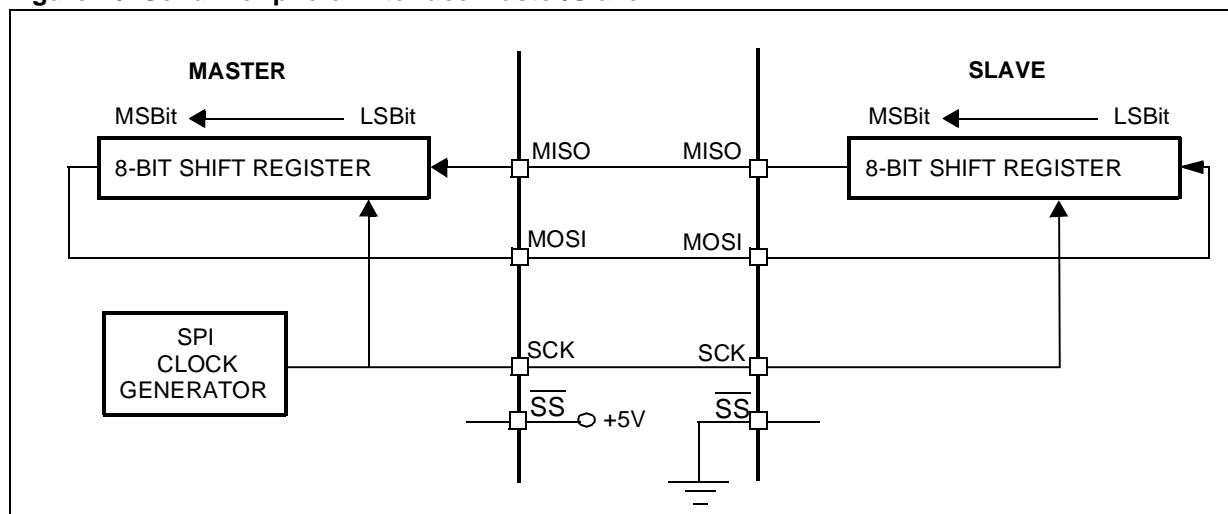 MASTER
SLAVE
MSBit LSBit
MSBit LSBit
8-BIT SHIFT REGISTER
MISO
MISO
8-BIT SHIFT REGISTER
MOSI
MOSI
SPI
CLOCK
GENERATOR
SCK
SCK
SS
+5V
SS